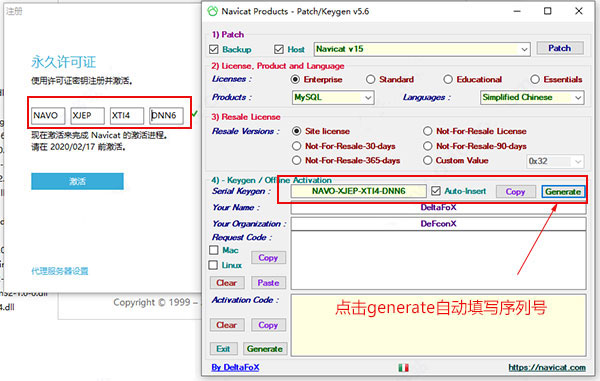 注册
永久许可证
使用许可证密钥注册并激活。
NAVO XJEP XTI4 DNN6
现在激活来完成 Navicat 的激活进程。
请在 2020/02/17 前激活。
激活
代理服务器设置
Copyright © 1999 –
Navicat Products - Patch/Keygen v5.6
1) Patch
Backup Host Navicat v15 Patch
2) License, Product and Language
Licenses : Enterprise Standard Educational Essentials
Products : MySQL Languages : Simplified Chinese
3) Resale License
Resale Versions : Site license Not-For-Resale License
Not-For-Resale-30-days Not-For-Resale-90-days
Not-For-Resale-365-days Custom Value 0x32
4) - Keygen / Offline Activation
Serial Keygen : NAVO-XJEP-XTI4-DNN6 Auto-Insert Copy Generate
Your Name : DeltaFoX
Your Organization : DeFconX
Request Code :
Mac
Linux
Copy
Clear Paste
Activation Code :
点击generate自动填写序列号
Clear Copy
Exit Generate
By DeltaFoX https://navicat.com